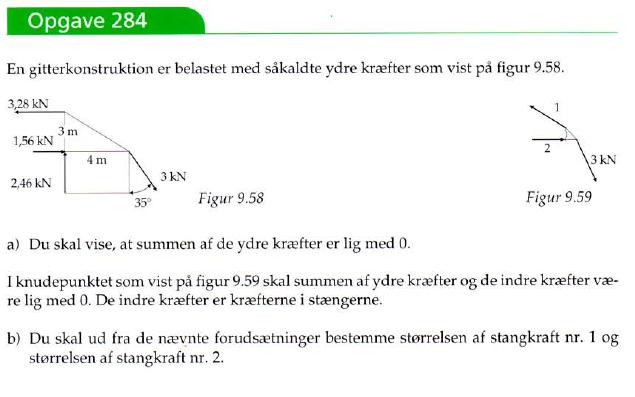 Opgave 284
En gitterkonstruktion er belastet med såkaldte ydre kræfter som vist på figur 9.58.
3,28 kN
3 m
1,56 kN
4 m
2,46 kN
3 kN
35°
Figur 9.58
1
2
3 kN
Figur 9.59
a) Du skal vise, at summen af de ydre kræfter er lig med 0.
I knudepunktet som vist på figur 9.59 skal summen af ydre kræfter og de indre kræfter væ-
re lig med 0. De indre kræfter er kræfterne i stængerne.
b) Du skal ud fra de nævnte forudsætninger bestemme størrelsen af stangkraft nr. 1 og
størrelsen af stangkraft nr. 2.